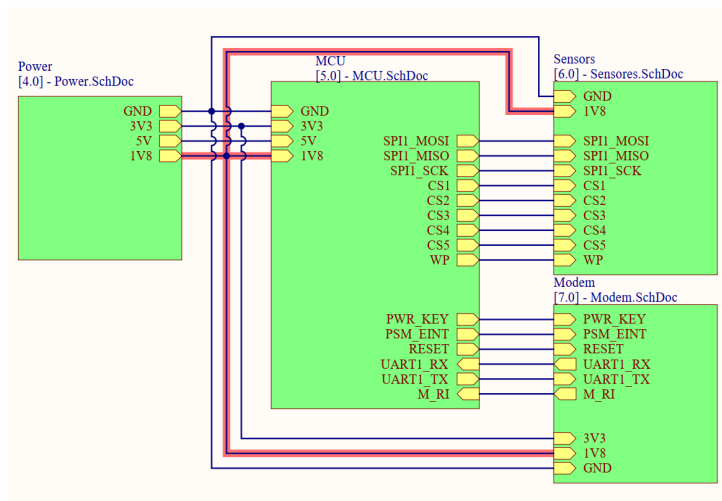 Power
[4.0] - Power.SchDoc
GND
3V3
5V
1V8
MCU
[5.0] - MCU.SchDoc
GND
3V3
5V
1V8
SPI1_MOSI
SPI1_MISO
SPI1_SCK
CS1
CS2
CS3
CS4
CS5
WP
PWR_KEY
PSM_EINT
RESET
UART1_RX
UART1_TX
M_RI
Sensors
[6.0] - Sensores.SchDoc
GND
1V8
SPI1_MOSI
SPI1_MISO
SPI1_SCK
CS1
CS2
CS3
CS4
CS5
WP
Modem
[7.0] - Modem.SchDoc
PWR_KEY
PSM_EINT
RESET
UART1_RX
UART1_TX
M_RI
3V3
1V8
GND